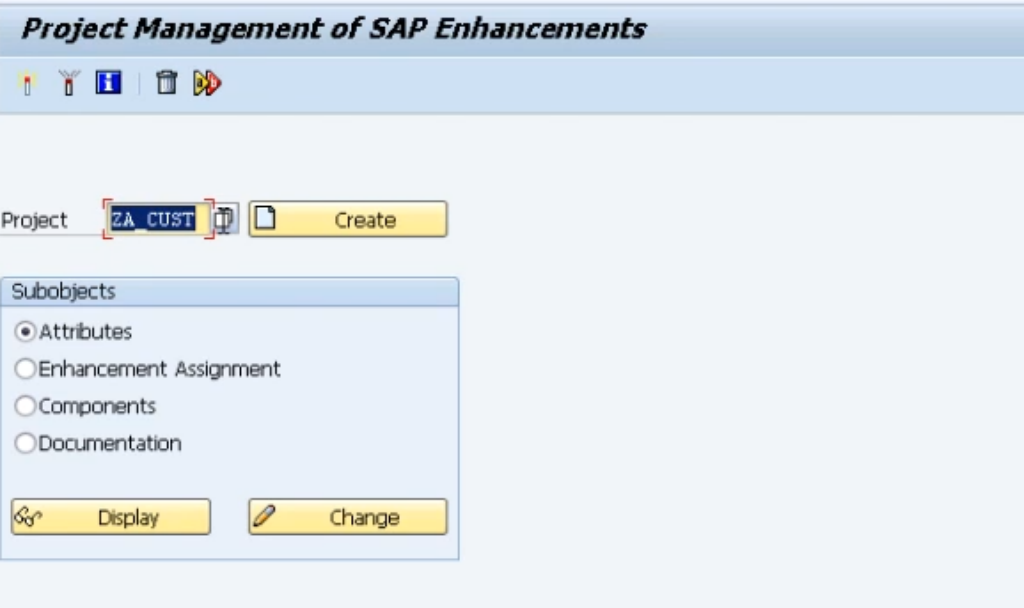 Project Management of SAP Enhancements
Project ZA_CUST Create
Subobjects
Attributes
Enhancement Assignment
Components
Documentation
Display Change